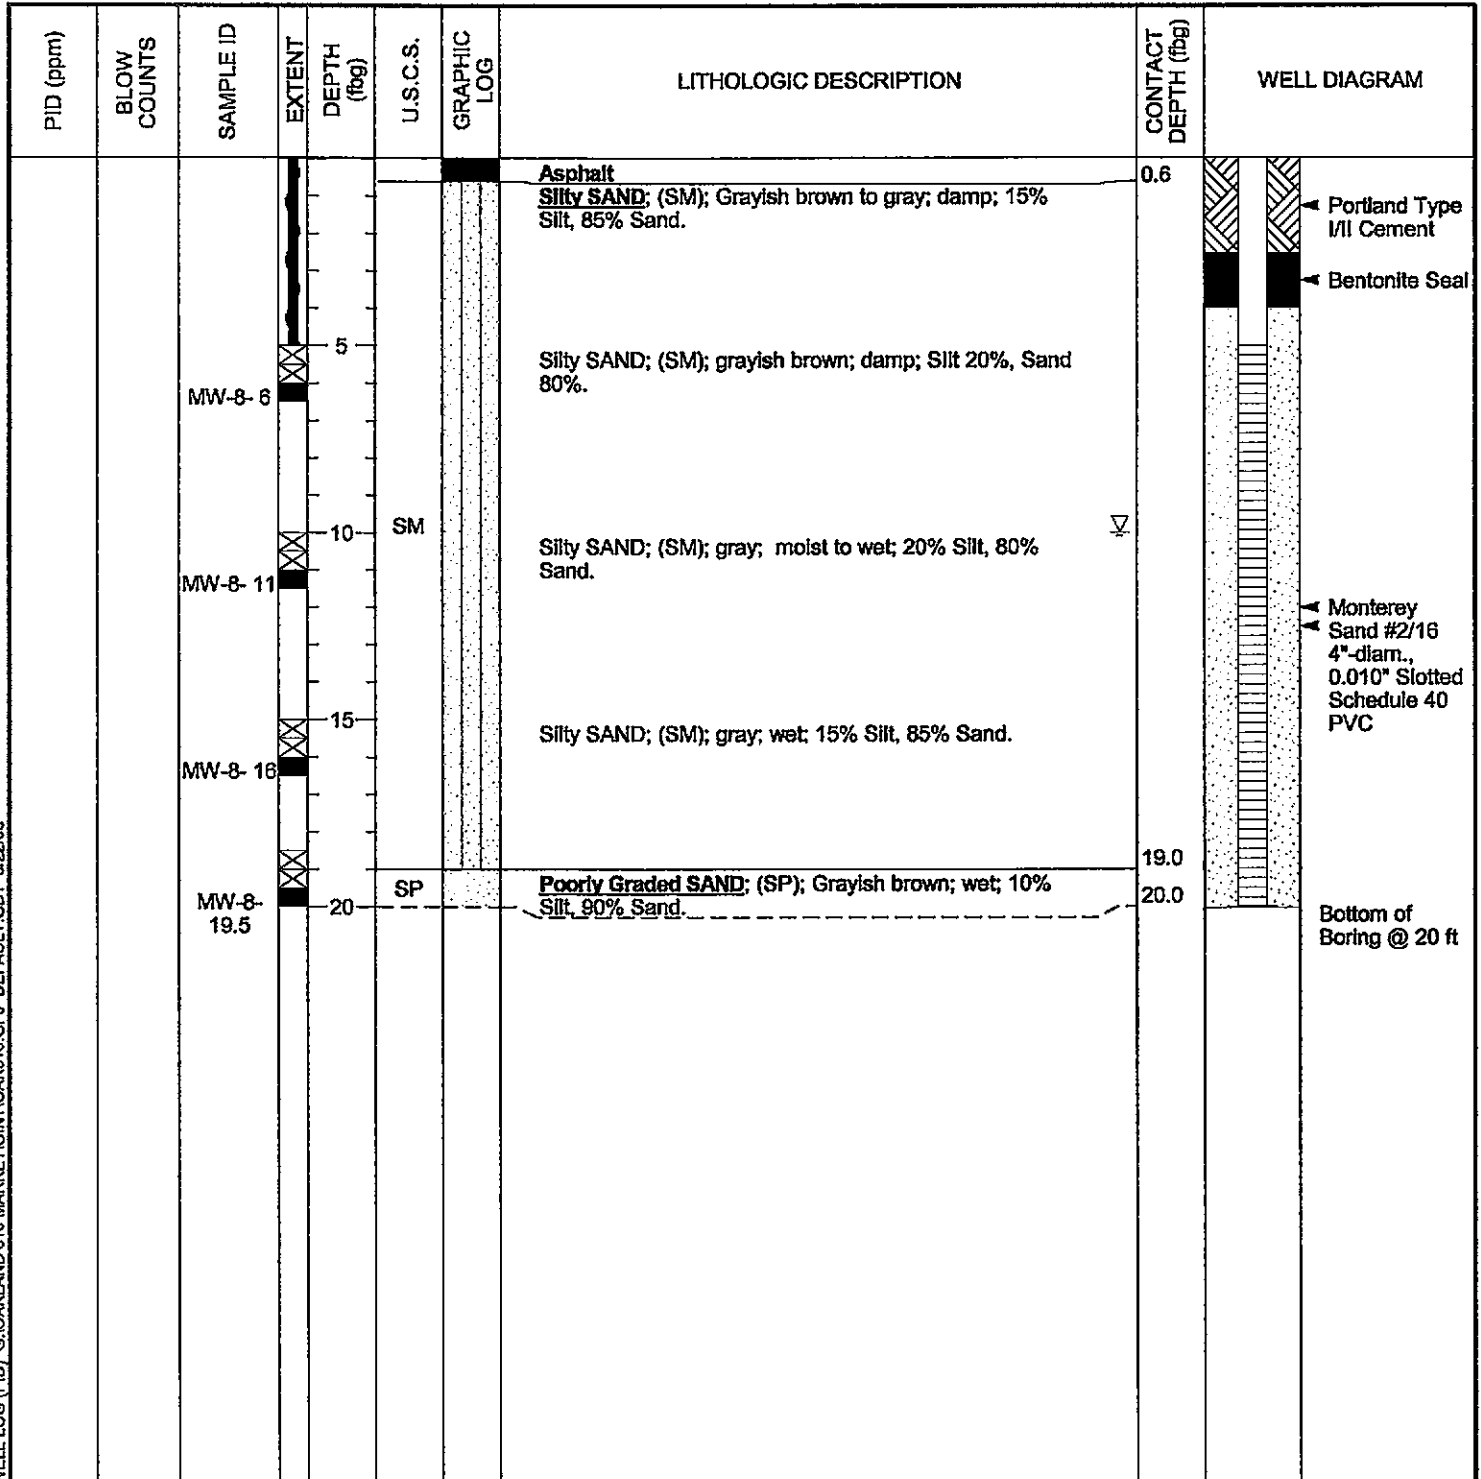 PID (ppm)
BLOW
COUNTS
SAMPLE ID
EXTENT
DEPTH
(fbg)
U.S.C.S.
GRAPHIC
LOG
LITHOLOGIC DESCRIPTION
CONTACT
DEPTH (fbg)
WELL DIAGRAM
Asphalt
0.6
Silty SAND; (SM); Grayish brown to gray; damp; 15%
Silt, 85% Sand.
Portland Type
I/II Cement
Bentonite Seal
5
Silty SAND; (SM); grayish brown; damp; Silt 20%, Sand
80%.
MW-8- 6
10
SM
Silty SAND; (SM); gray; moist to wet; 20% Silt, 80%
Sand.
MW-8- 11
Monterey
Sand #2/16
4"-diam.,
0.010" Slotted
Schedule 40
PVC
15
Silty SAND; (SM); gray; wet; 15% Silt, 85% Sand.
MW-8- 16
19.0
SP
Poorly Graded SAND; (SP); Grayish brown; wet; 10%
Silt, 90% Sand.
20.0
MW-8-
19.5
20
Bottom of
Boring @ 20 ft